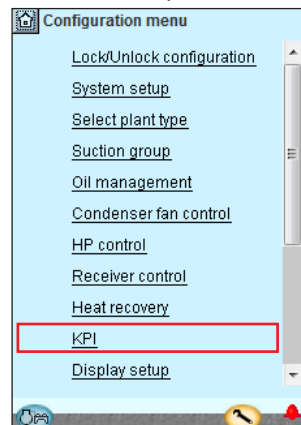 Configuration menu
Lock/Unlock configuration
System setup
Select plant type
Suction group
Oil management
Condenser fan control
HP control
Receiver control
Heat recovery
KPI
Display setup